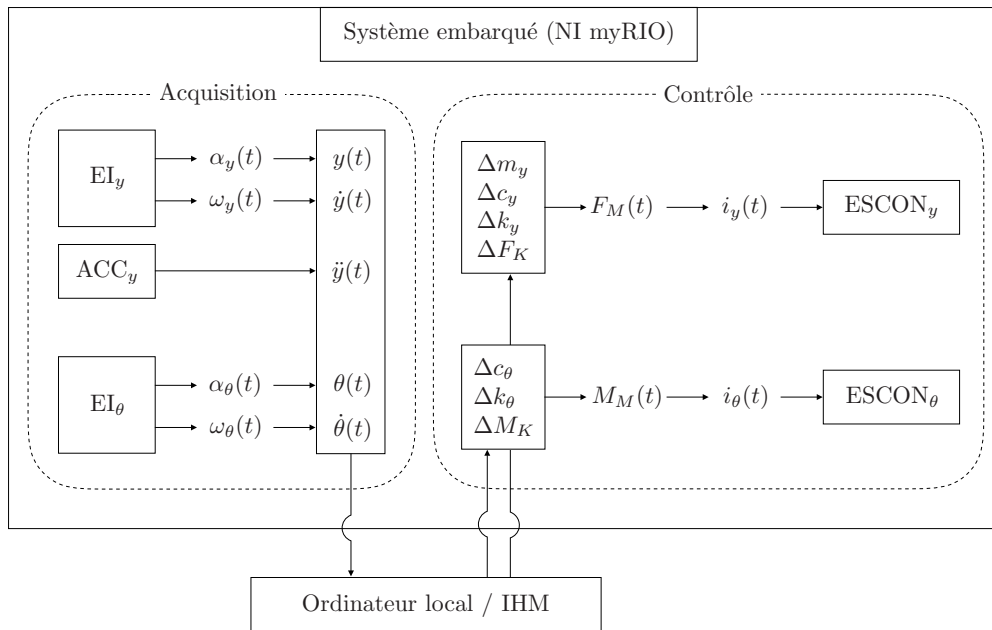 Système embarqué (NI myRIO)
Acquisition
EI_y
α_y(t)
y(t)
ω_y(t)
ẏ(t)
ACC_y
ÿ(t)
EI_θ
α_θ(t)
θ(t)
ω_θ(t)
θ̇(t)
Contrôle
Δm_y
Δc_y
Δk_y
ΔF_K
F_M(t)
i_y(t)
ESCON_y
Δc_θ
Δk_θ
ΔM_K
M_M(t)
i_θ(t)
ESCON_θ
Ordinateur local / IHM